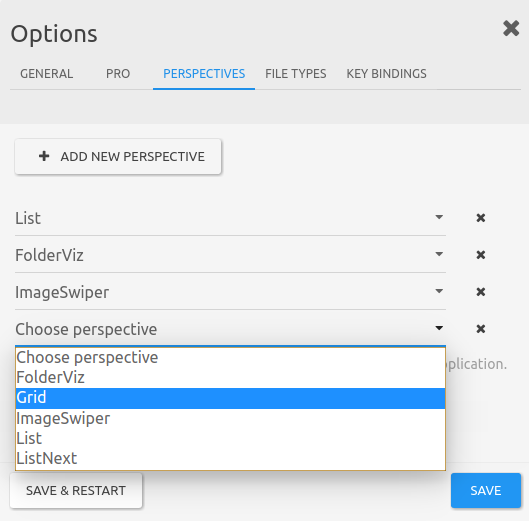 Options
GENERAL PRO PERSPECTIVES FILE TYPES KEY BINDINGS
ADD NEW PERSPECTIVE
List
FolderViz
ImageSwiper
Choose perspective
Choose perspective
plication.
FolderViz
Grid
ImageSwiper
List
ListNext
SAVE & RESTART SAVE